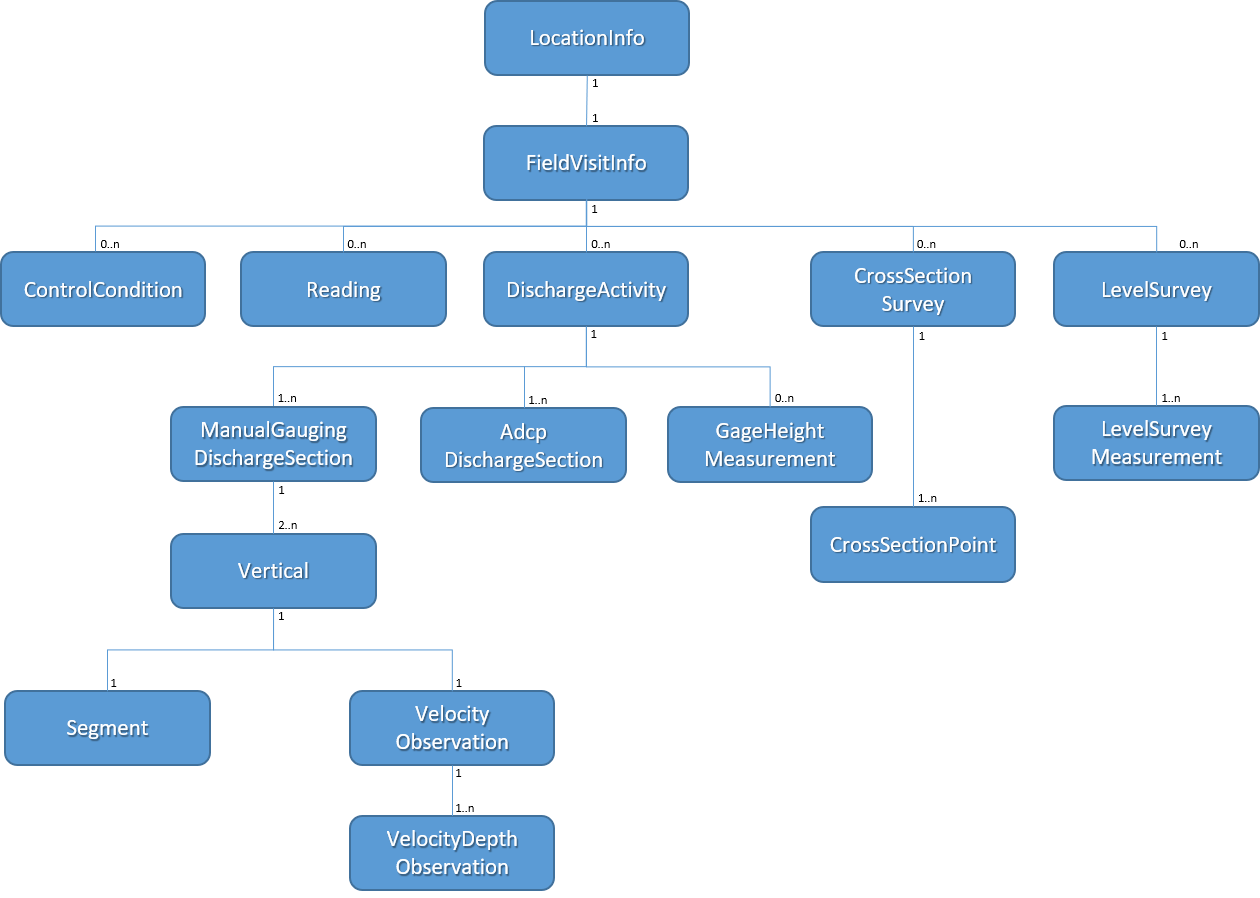 LocationInfo
1
1
FieldVisitInfo
1
0..n
0..n
0..n
0..n
0..n
ControlCondition
Reading
DischargeActivity
CrossSection
Survey
LevelSurvey
1
1
1
1..n
1..n
0..n
1..n
ManualGauging
DischargeSection
Adcp
DischargeSection
GageHeight
Measurement
LevelSurvey
Measurement
1
1..n
2..n
CrossSectionPoint
Vertical
1
1
1
Segment
Velocity
Observation
1
1..n
VelocityDepth
Observation